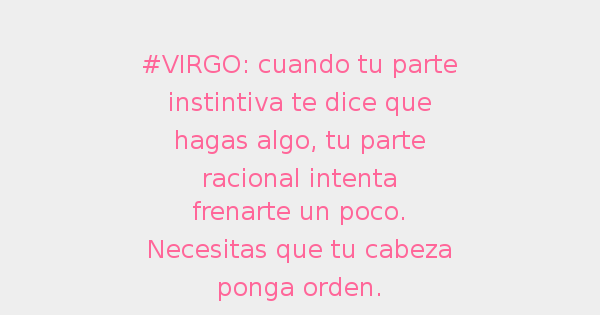 #VIRGO: cuando tu parte
instintiva te dice que
hagas algo, tu parte
racional intenta
frenarte un poco.
Necesitas que tu cabeza
ponga orden.